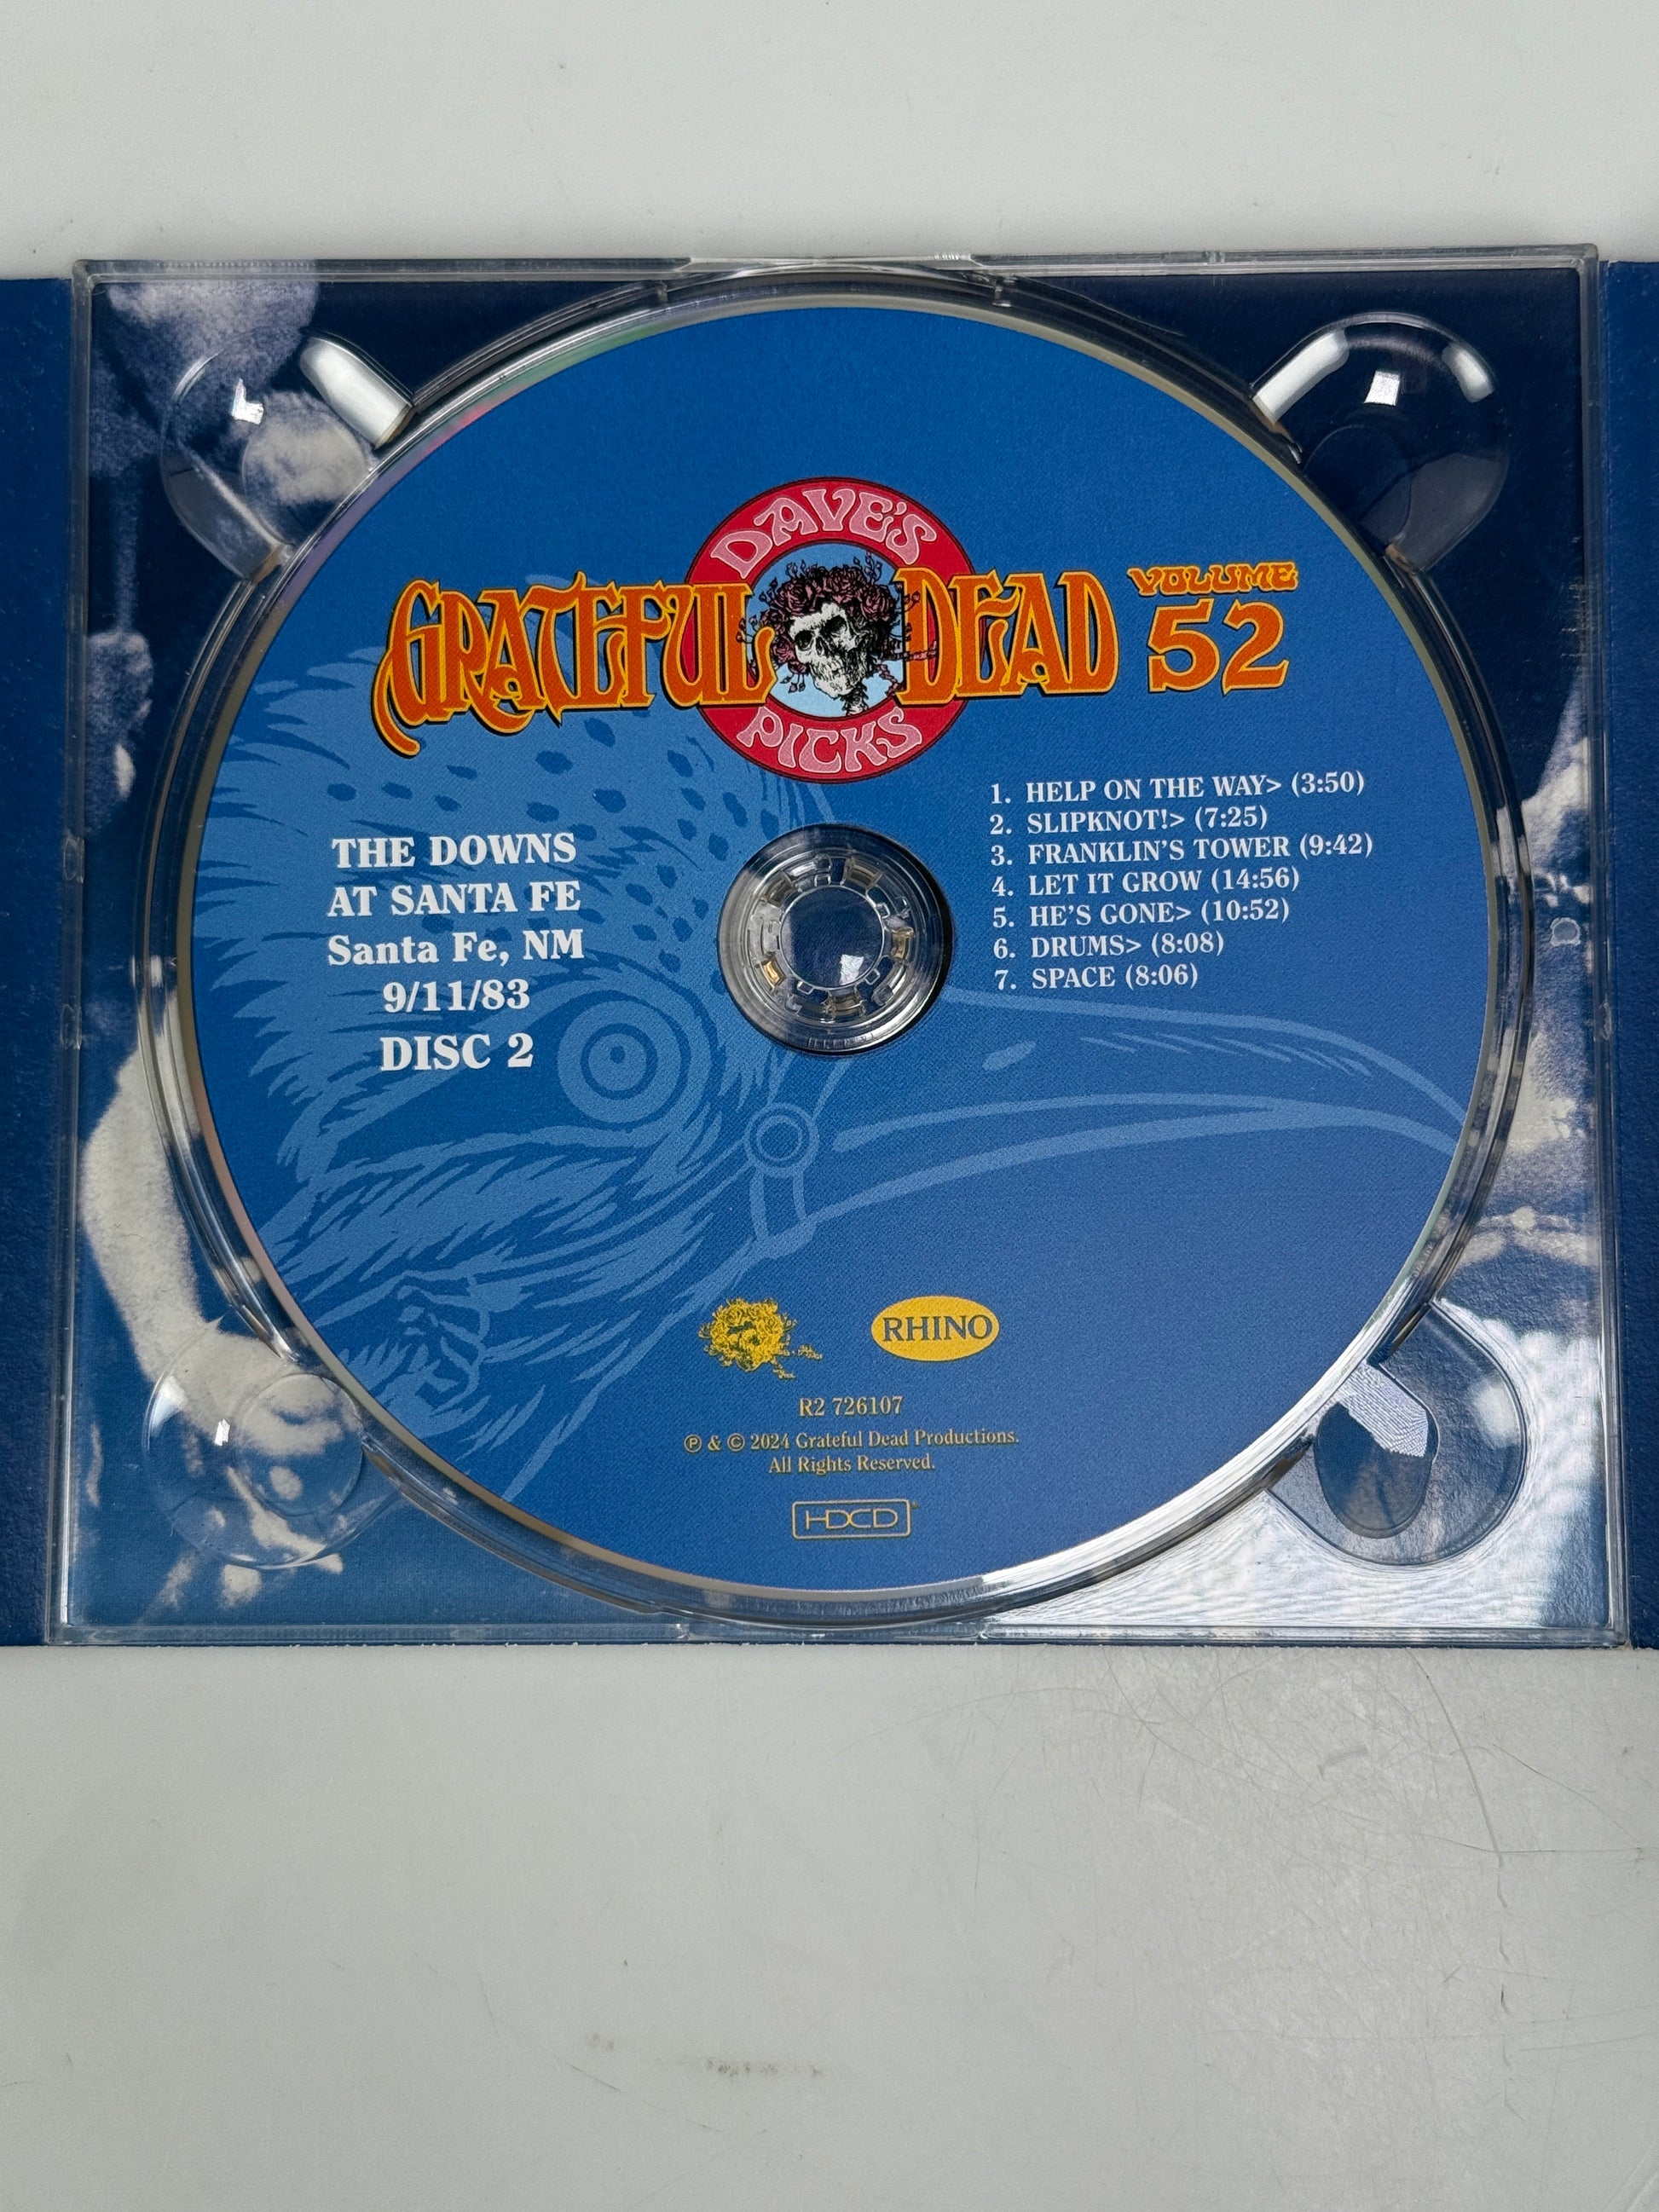 DAVE'S
GRATEFUL DEAD VOLUME 52
PICKS
THE DOWNS
AT SANTA FE
Santa Fe, NM
9/11/83
DISC 2
1. HELP ON THE WAY> (3:50)
2. SLIPKNOT!> (7:25)
3. FRANKLIN'S TOWER (9:42)
4. LET IT GROW (14:56)
5. HE'S GONE> (10:52)
6. DRUMS> (8:08)
7. SPACE (8:06)
RHINO
R2 726107
℗ & © 2024 Grateful Dead Productions.
All Rights Reserved.
HDCD